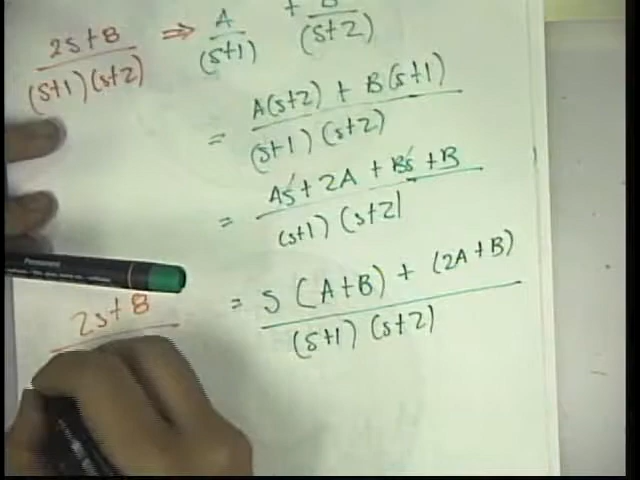 2s+8 / (s+1)(s+2) ⇒ A / (s+1) + B / (s+2)
= A(s+2) + B(s+1) / (s+1)(s+2)
= As + 2A + Bs + B / (s+1)(s+2)
2s+8 = s(A+B) + (2A+B) / (s+1)(s+2)